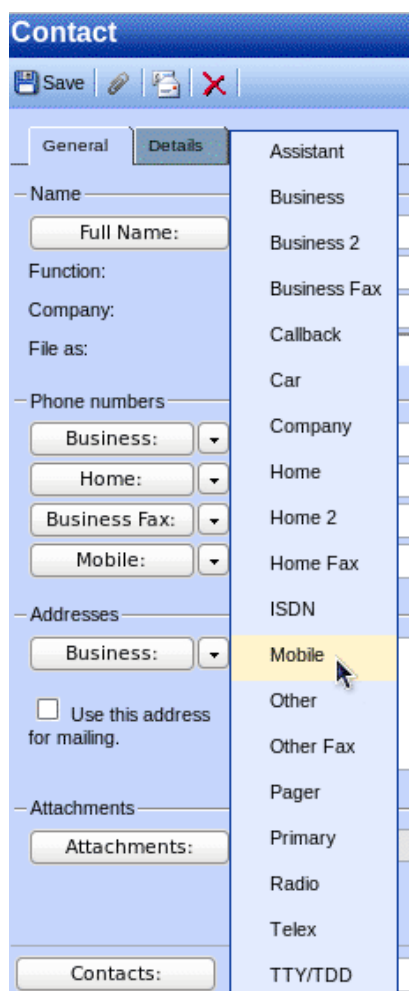 Contact
Save
General
Details
Name
Full Name:
Function:
Company:
File as:
Phone numbers
Business:
Home:
Business Fax:
Mobile:
Addresses
Business:
Use this address
for mailing.
Attachments
Attachments:
Contacts:
Assistant
Business
Business 2
Business Fax
Callback
Car
Company
Home
Home 2
Home Fax
ISDN
Mobile
Other
Other Fax
Pager
Primary
Radio
Telex
TTY/TDD